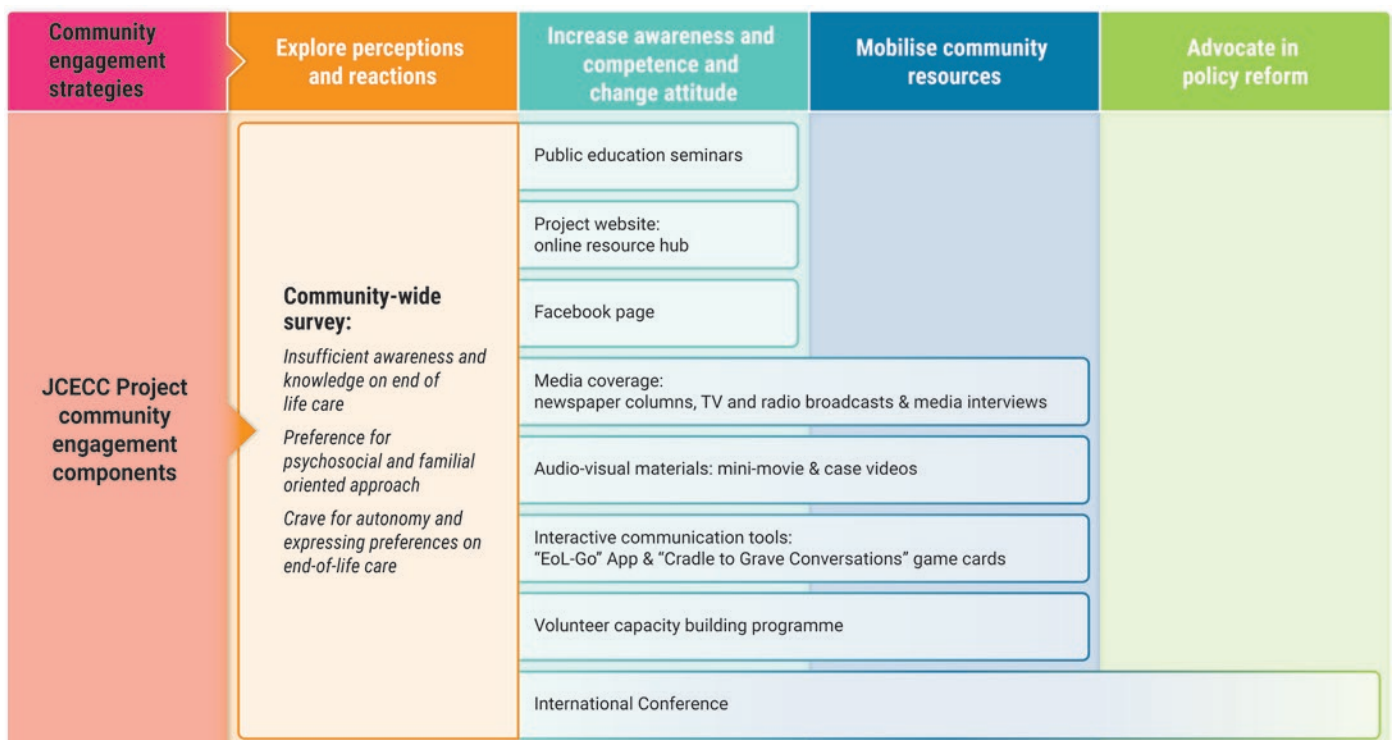 Community
engagement
strategies
Explore perceptions
and reactions
Increase awareness and
competence and
change attitude
Mobilise community
resources
Advocate in
policy reform
JCECC Project
community
engagement
components
Community-wide
survey:
Insufficient awareness and
knowledge on end of
life care
Preference for
psychosocial and familial
oriented approach
Crave for autonomy and
expressing preferences on
end-of-life care
Public education seminars
Project website:
online resource hub
Facebook page
Media coverage:
newspaper columns, TV and radio broadcasts & media interviews
Audio-visual materials: mini-movie & case videos
Interactive communication tools:
“EoL-Go” App & “Cradle to Grave Conversations” game cards
Volunteer capacity building programme
International Conference